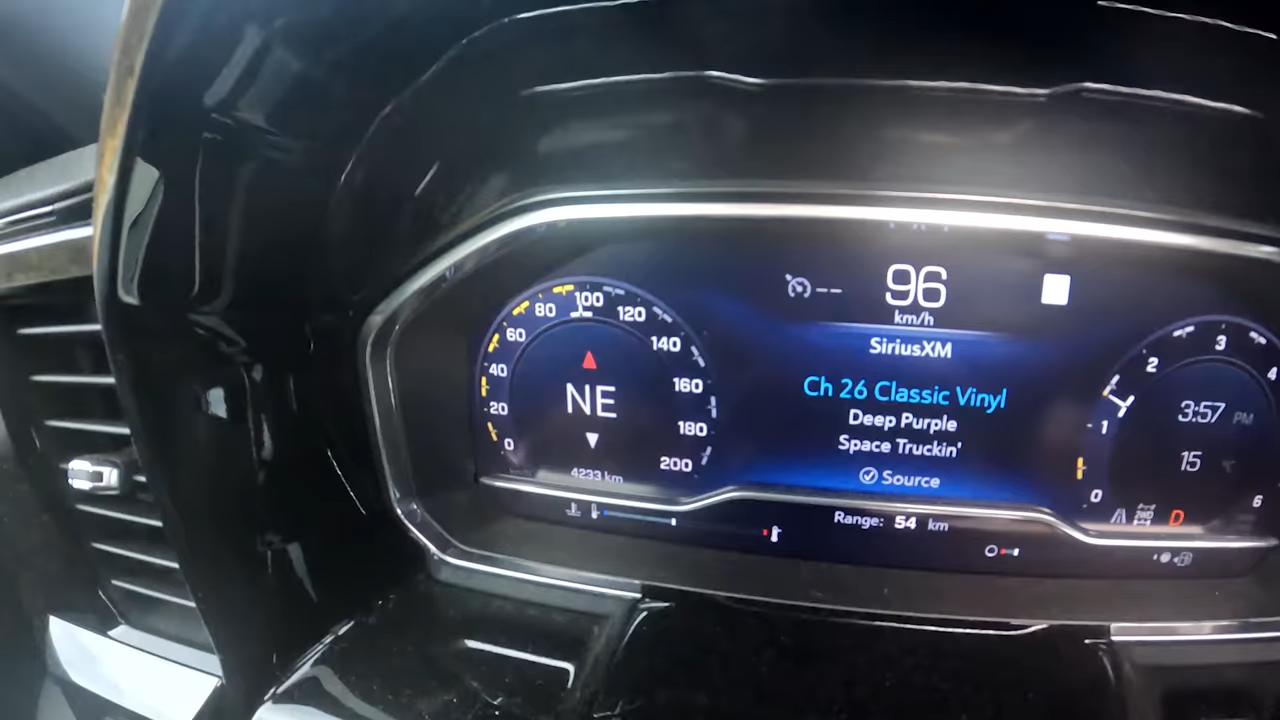 96
km/h
SiriusXM
Ch 26 Classic Vinyl
Deep Purple
Space Truckin'
Source
0
20
40
60
80
100
120
140
160
180
200
NE
4233 km
Range: 54 km
0
1
2
3
4
6
3:57 PM
15 °C
2WD
D